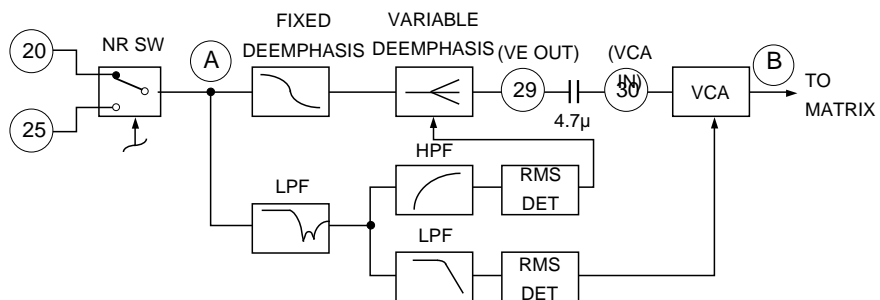 FIXED
DEEMPHASIS
VARIABLE
DEEMPHASIS
NR SW
20
25
A
(VE OUT)
29
4.7μ
(VCA
IN)
30
VCA
B
TO
MATRIX
HPF
RMS
DET
LPF
LPF
RMS
DET